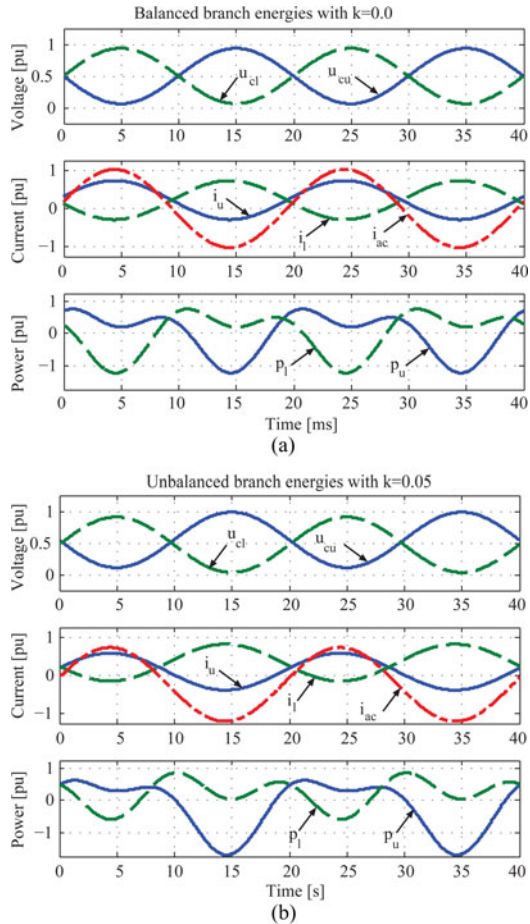 Balanced branch energies with k=0.0
Voltage [pu]
1
0.5
0
0 5 10 15 20 25 30 35 40
u_cl
u_cu
Current [pu]
1
0
−1
0 5 10 15 20 25 30 35 40
i_u
i_l
i_ac
Power [pu]
1
0
−1
0 5 10 15 20 25 30 35 40
p_l
p_u
Time [ms]
(a)
Unbalanced branch energies with k=0.05
Voltage [pu]
1
0.5
0
0 5 10 15 20 25 30 35 40
u_cl
u_cu
Current [pu]
1
0
−1
0 5 10 15 20 25 30 35 40
i_u
i_l
i_ac
Power [pu]
1
0
−1
0 5 10 15 20 25 30 35 40
p_l
p_u
Time [s]
(b)